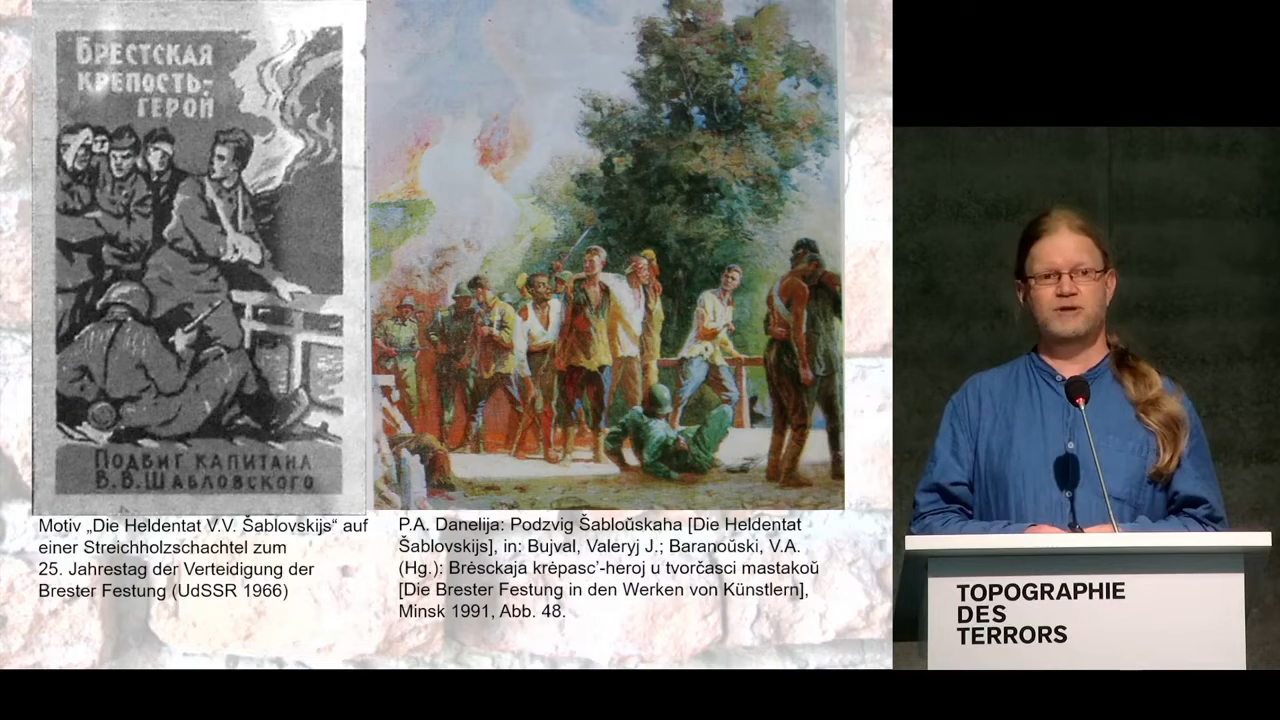 БРЕСТСКАЯ
КРЕПОСТЬ-
ГЕРОЙ
ПОДВИГ КАПИТАНА
В.В.ШАБЛОВСКОГО
Motiv „Die Heldentat V.V. Šablovskijs“ auf
einer Streichholzschachtel zum
25. Jahrestag der Verteidigung der
Brester Festung (UdSSR 1966)
P.A. Danelija: Podzvig Šabloŭskaha [Die Heldentat
Šablovskijs], in: Bujval, Valeryj J.; Baranoŭski, V.A.
(Hg.): Brėsckaja krėpasc’-heroj u tvorčasci mastakoŭ
[Die Brester Festung in den Werken von Künstlern],
Minsk 1991, Abb. 48.
TOPOGRAPHIE
DES
TERRORS